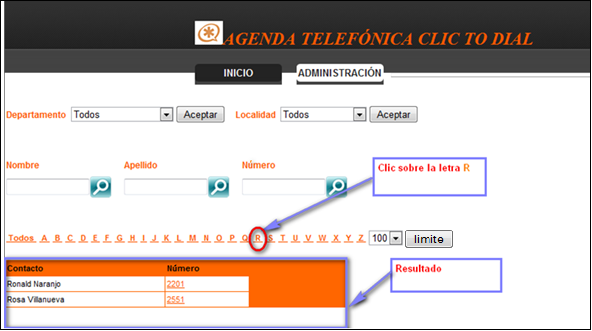 AGENDA TELEFÓNICA CLIC TO DIAL
INICIO ADMINISTRACIÓN
Departamento Todos Aceptar Localidad Todos Aceptar
Nombre Apellido Número
Clic sobre la letra R
Todos A B C D E F G H I J K L M N O P Q R S T U V W X Y Z 100 limite
Contacto Número
Resultado
Ronald Naranjo 2201
Rosa Villanueva 2551